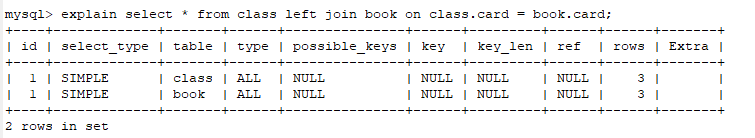 mysql> explain select * from class left join book on class.card = book.card;
+----+-------------+-------+------+---------------+------+---------+------+------+-------+
| id | select_type | table | type | possible_keys | key | key_len | ref | rows | Extra |
+----+-------------+-------+------+---------------+------+---------+------+------+-------+
| 1 | SIMPLE | class | ALL | NULL | NULL | NULL | NULL | 3 | |
| 1 | SIMPLE | book | ALL | NULL | NULL | NULL | NULL | 3 | |
+----+-------------+-------+------+---------------+------+---------+------+------+-------+
2 rows in set